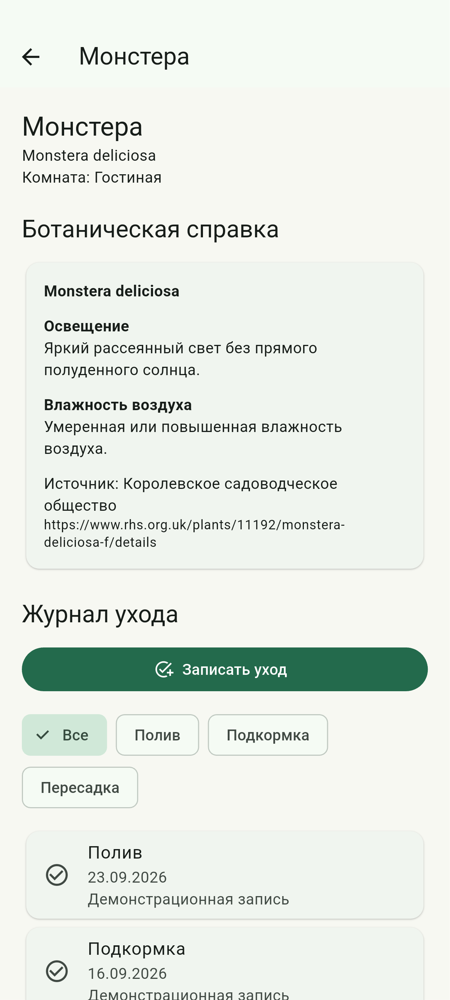 Монстера
Монстера
Monstera deliciosa
Комната: Гостиная
Ботаническая справка
Monstera deliciosa
Освещение
Яркий рассеянный свет без прямого
полуденного солнца.
Влажность воздуха
Умеренная или повышенная влажность
воздуха.
Источник: Королевское садоводческое
общество
https://www.rhs.org.uk/plants/11192/monstera-
deliciosa-f/details
Журнал ухода
Записать уход
Все Полив Подкормка
Пересадка
Полив
23.09.2026
Демонстрационная запись
Подкормка
16.09.2026
Демонстрационная запись